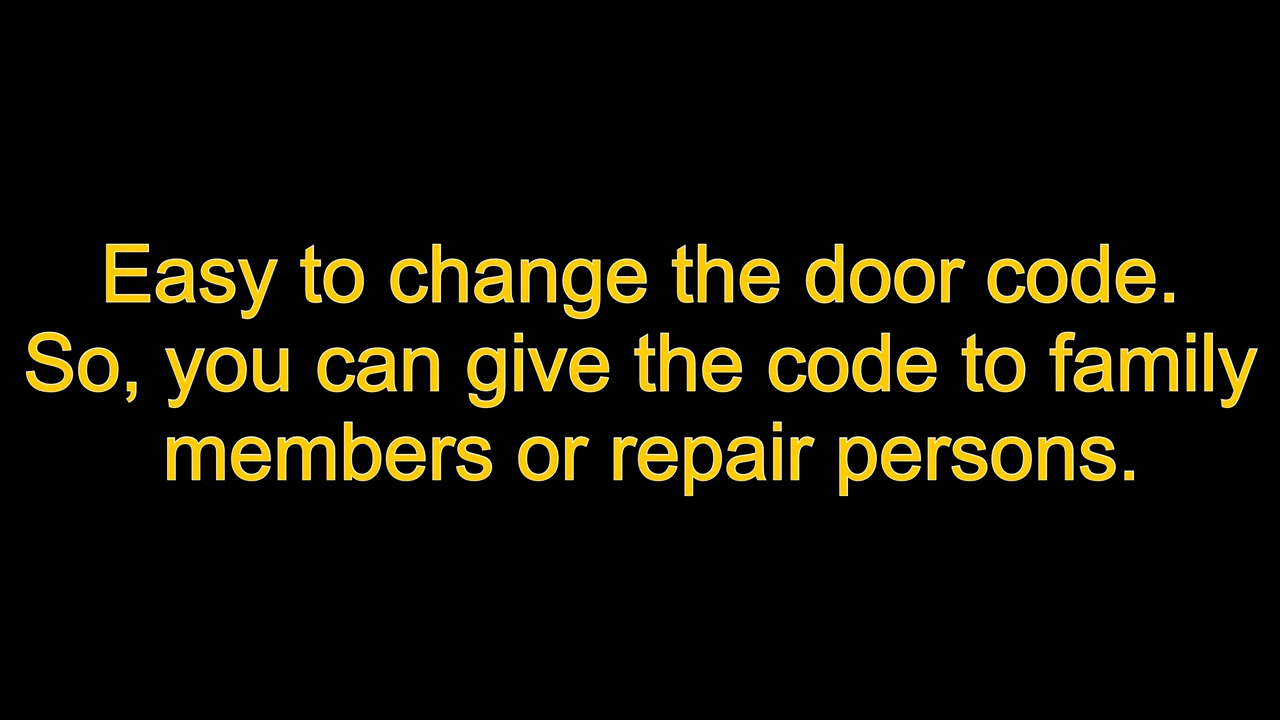 Easy to change the door code.
So, you can give the code to family
members or repair persons.